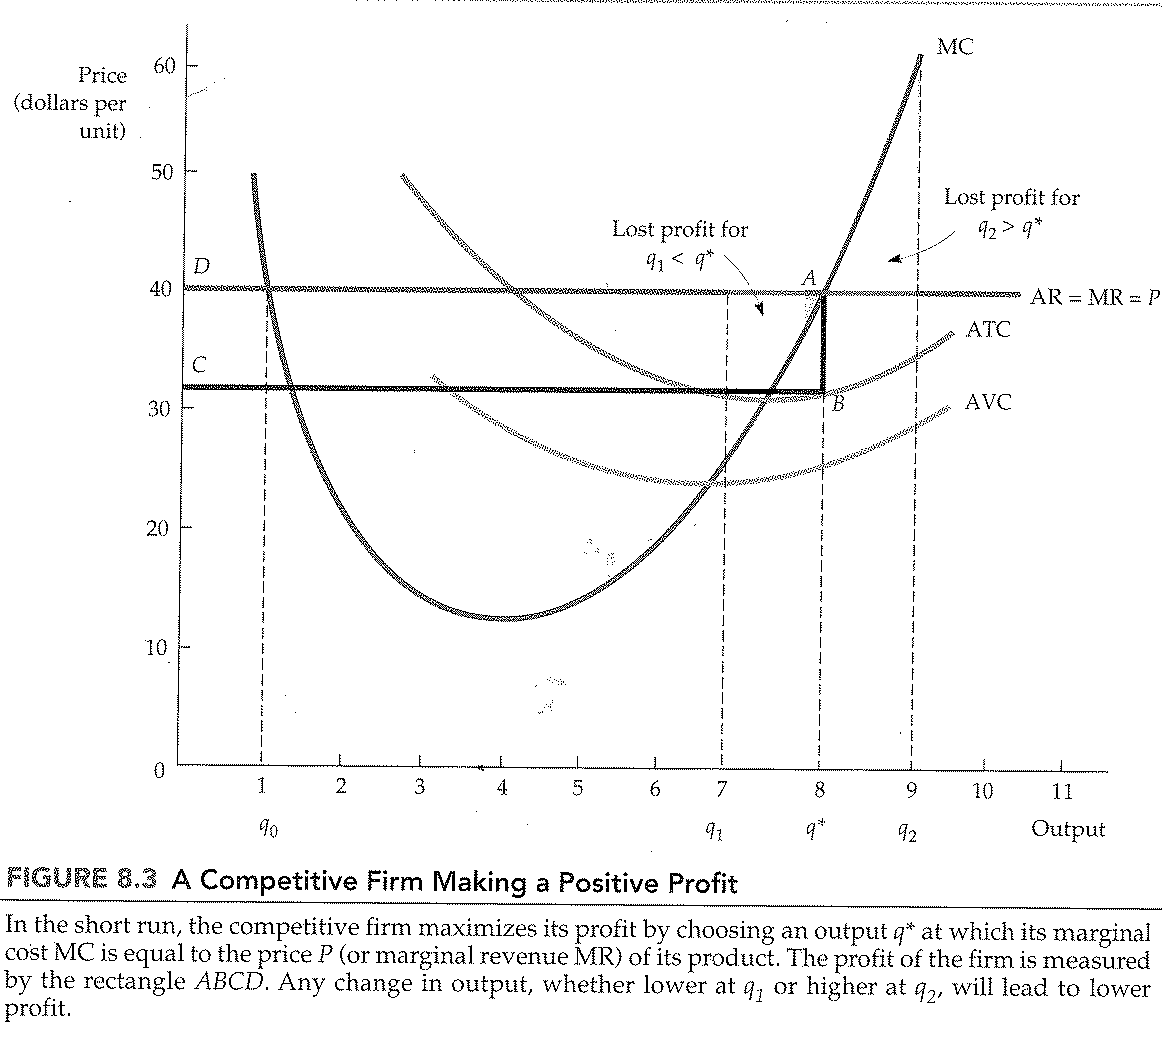 Price
(dollars per
unit)
60
50
40
30
20
10
0
D
C
A
B
MC
Lost profit for
q₁ < q*
Lost profit for
q₂ > q*
AR = MR = P
ATC
AVC
1 2 3 4 5 6 7 8 9 10 11
q₀ q₁ q* q₂ Output
FIGURE 8.3 A Competitive Firm Making a Positive Profit
In the short run, the competitive firm maximizes its profit by choosing an output q* at which its marginal
cost MC is equal to the price P (or marginal revenue MR) of its product. The profit of the firm is measured
by the rectangle ABCD. Any change in output, whether lower at q₁ or higher at q₂, will lead to lower
profit.